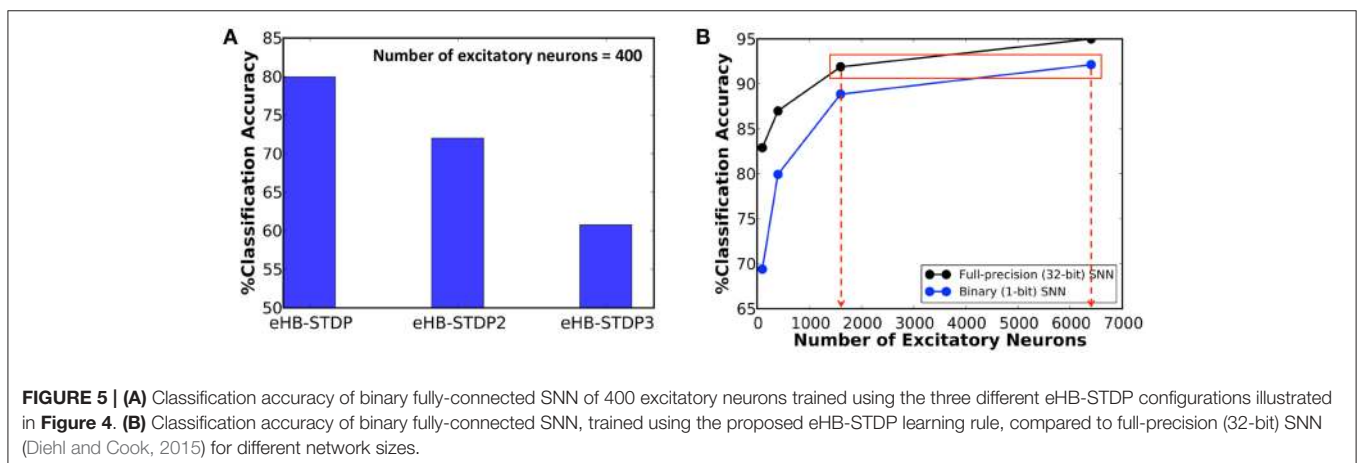 A
Number of excitatory neurons = 400
%Classification Accuracy
85
80
75
70
65
60
55
50
eHB-STDP eHB-STDP2 eHB-STDP3
B
%Classification Accuracy
95
90
85
80
75
70
65
Full-precision (32-bit) SNN
Binary (1-bit) SNN
0 1000 2000 3000 4000 5000 6000 7000
Number of Excitatory Neurons
FIGURE 5 | (A) Classification accuracy of binary fully-connected SNN of 400 excitatory neurons trained using the three different eHB-STDP configurations illustrated
in Figure 4. (B) Classification accuracy of binary fully-connected SNN, trained using the proposed eHB-STDP learning rule, compared to full-precision (32-bit) SNN
(Diehl and Cook, 2015) for different network sizes.